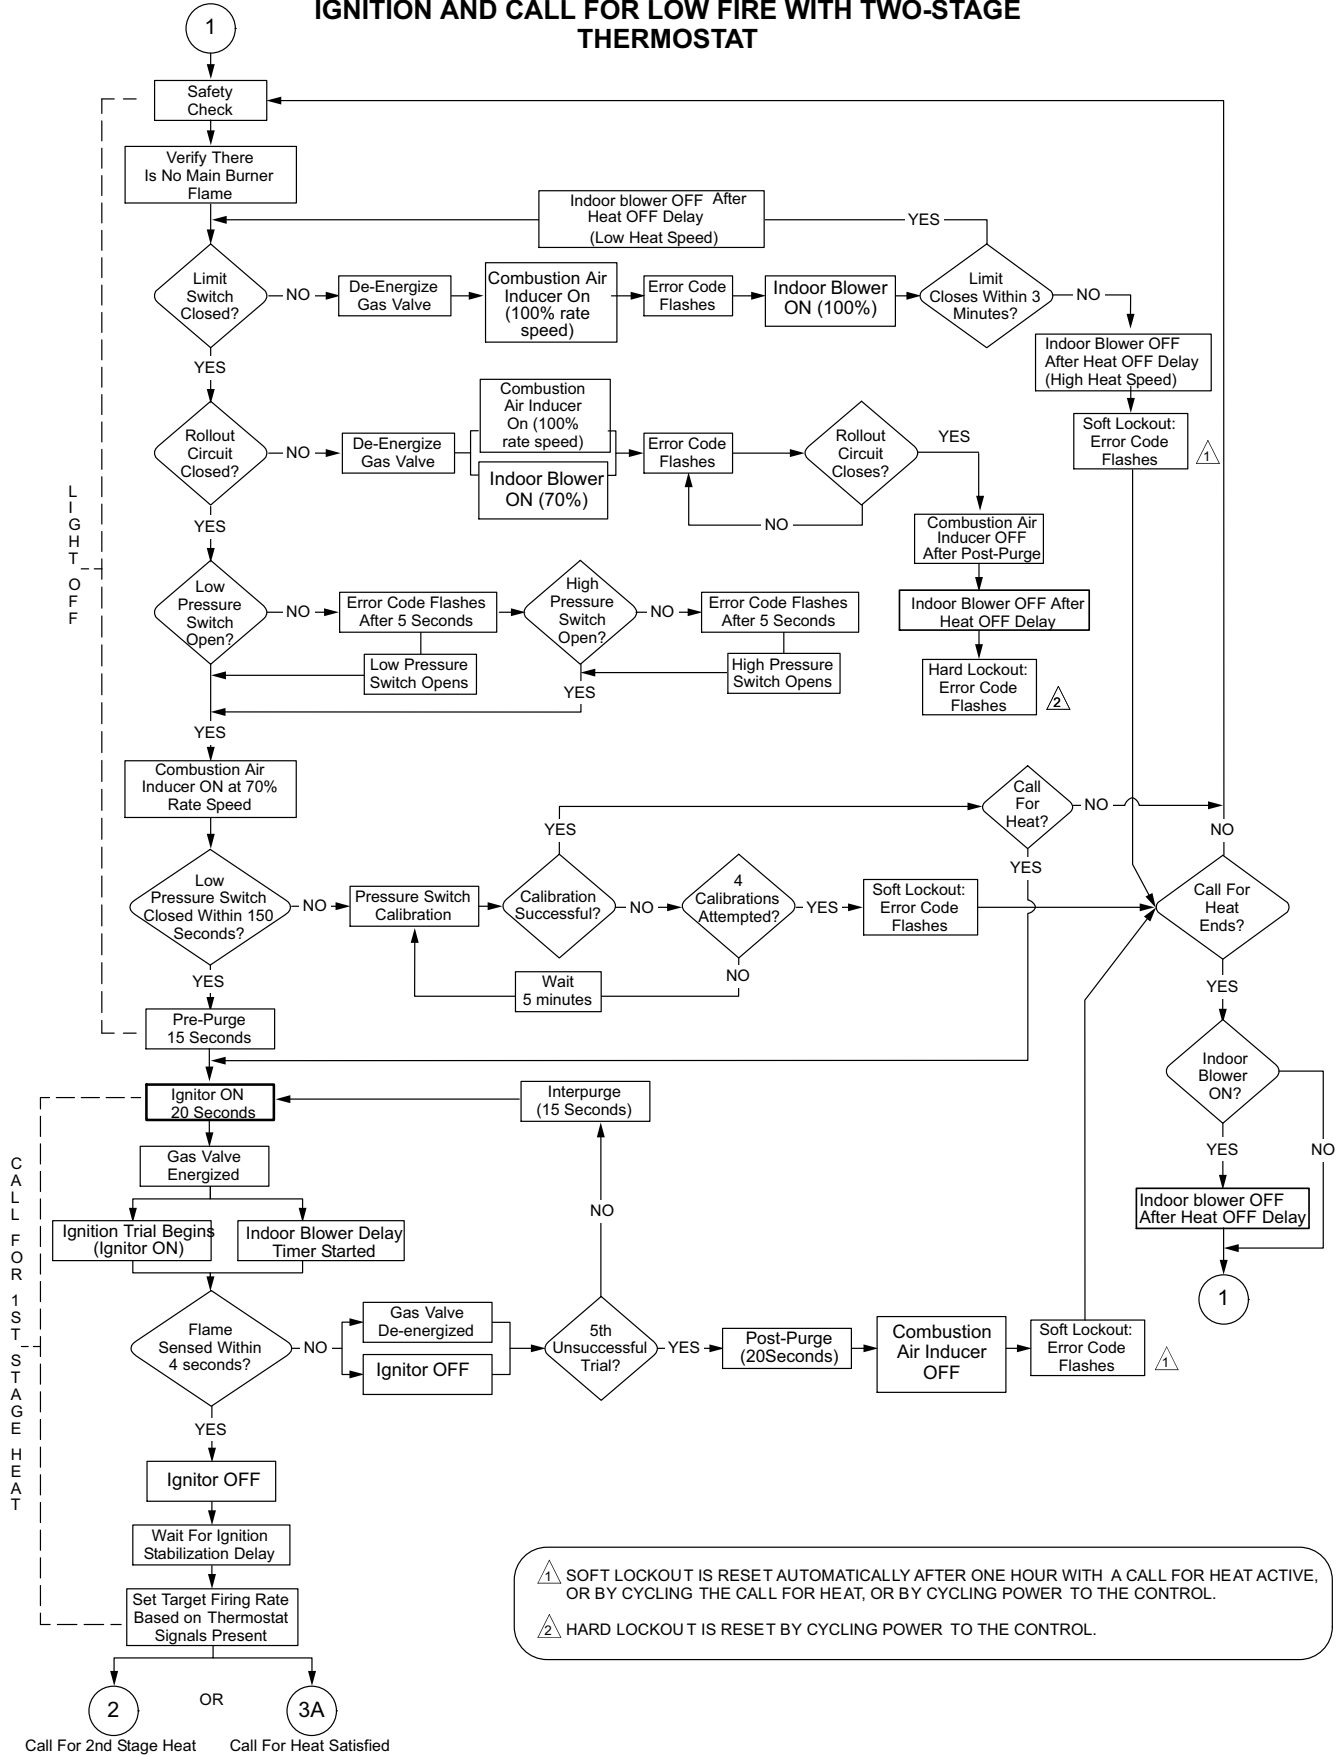 IGNITION AND CALL FOR LOW FIRE WITH TWO-STAGE
THERMOSTAT
1
Safety
Check
Verify There
Is No Main Burner
Flame
Indoor blower OFF After
Heat OFF Delay
(Low Heat Speed)
YES
Limit
Switch
Closed?
NO
De-Energize
Gas Valve
Combustion Air
Inducer On
(100% rate
speed)
Error Code
Flashes
Indoor Blower
ON (100%)
Limit
Closes Within 3
Minutes?
NO
Indoor Blower OFF
After Heat OFF Delay
(High Heat Speed)
Soft Lockout:
Error Code
Flashes
1
YES
Rollout
Circuit
Closed?
NO
De-Energize
Gas Valve
Combustion
Air Inducer
On (100%
rate speed)
Indoor Blower
ON (70%)
Error Code
Flashes
Rollout
Circuit
Closes?
YES
NO
Combustion Air
Inducer OFF
After Post-Purge
Indoor Blower OFF After
Heat OFF Delay
Hard Lockout:
Error Code
Flashes
2
LIGHT OFF
YES
Low
Pressure
Switch
Open?
NO
Error Code Flashes
After 5 Seconds
Low Pressure
Switch Opens
High
Pressure
Switch
Open?
NO
Error Code Flashes
After 5 Seconds
High Pressure
Switch Opens
YES
YES
Combustion Air
Inducer ON at 70%
Rate Speed
Low
Pressure Switch
Closed Within 150
Seconds?
NO
Pressure Switch
Calibration
YES
Calibration
Successful?
NO
4
Calibrations
Attempted?
YES
NO
Wait
5 minutes
Soft Lockout:
Error Code
Flashes
Call
For
Heat?
NO
YES
NO
Call For
Heat
Ends?
YES
Indoor
Blower
ON?
YES
NO
Indoor blower OFF
After Heat OFF Delay
1
YES
Pre-Purge
15 Seconds
Ignitor ON
20 Seconds
Interpurge
(15 Seconds)
Gas Valve
Energized
Ignition Trial Begins
(Ignitor ON)
Indoor Blower Delay
Timer Started
CALL FOR 1ST STAGE HEAT
Flame
Sensed Within
4 seconds?
NO
Gas Valve
De-energized
Ignitor OFF
5th
Unsuccessful
Trial?
NO
YES
Post-Purge
(20Seconds)
Combustion
Air Inducer
OFF
Soft Lockout:
Error Code
Flashes
1
YES
Ignitor OFF
Wait For Ignition
Stabilization Delay
Set Target Firing Rate
Based on Thermostat
Signals Present
2
OR
3A
Call For 2nd Stage Heat
Call For Heat Satisfied
1 SOFT LOCKOUT IS RESET AUTOMATICALLY AFTER ONE HOUR WITH A CALL FOR HEAT ACTIVE,
OR BY CYCLING THE CALL FOR HEAT, OR BY CYCLING POWER TO THE CONTROL.
2 HARD LOCKOUT IS RESET BY CYCLING POWER TO THE CONTROL.